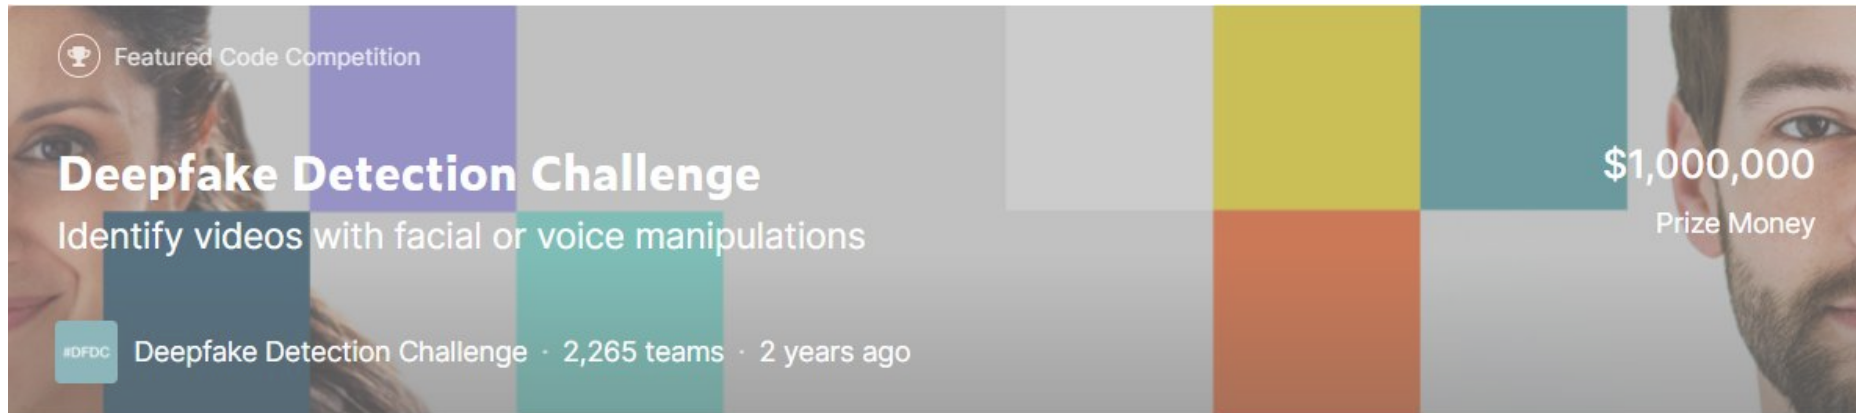 Featured Code Competition
Deepfake Detection Challenge
Identify videos with facial or voice manipulations
$1,000,000
Prize Money
#DFDC
Deepfake Detection Challenge · 2,265 teams · 2 years ago